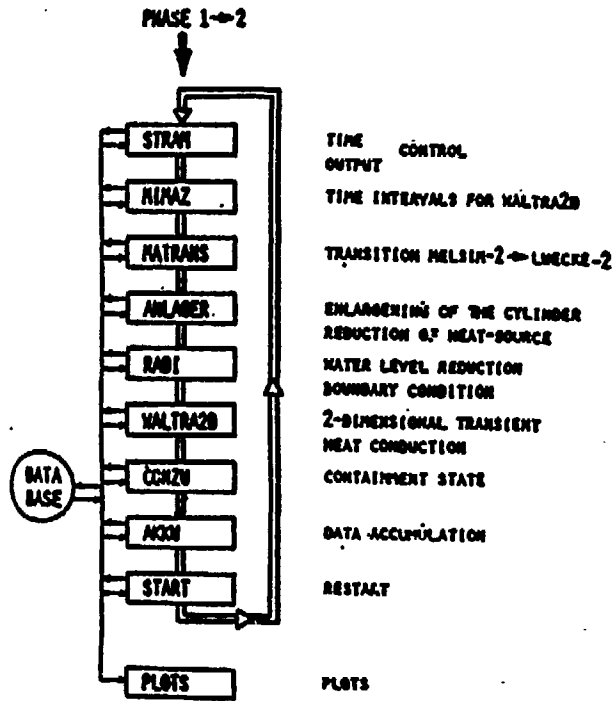 PHASE 1→2
STRAM
TIME CONTROL
OUTPUT
MIMAZ
TIME INTERVALS FOR WALTRA2D
MATRANS
TRANSITION MELSIM-2→LWECKE-2
ANLAGER
ENLARGENING OF THE CYLINDER
REDUCTION OF HEAT-SOURCE
RADI
WATER LEVEL REDUCTION
BOUNDARY CONDITION
WALTRA2D
2-DIMENSIONAL TRANSIENT
HEAT CONDUCTION
DATA
BASE
CONZU
CONTAINMENT STATE
AKKU
DATA ACCUMULATION
START
RESTART
PLOTS
PLOTS